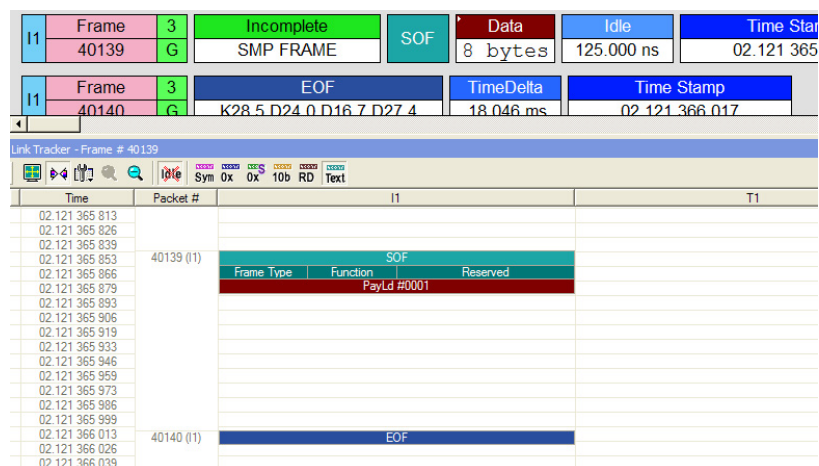 I1 Frame 3 Incomplete SOF Data Idle Time Star
40139 G SMP FRAME 8 bytes 125.000 ns 02.121 365
I1 Frame 3 EOF TimeDelta Time Stamp
40140 G K28.5 D24.0 D16.7 D27.4 18.046 ms 02.121 366 017
Link Tracker - Frame # 40139
Idle Sym 0x 0x S 10b RD Text
Time Packet # I1 T1
02.121 365 813
02.121 365 826
02.121 365 839
02.121 365 853 40139 (I1) SOF
02.121 365 866 Frame Type Function Reserved
02.121 365 879 PayLd #0001
02.121 365 893
02.121 365 906
02.121 365 919
02.121 365 933
02.121 365 946
02.121 365 959
02.121 365 973
02.121 365 986
02.121 365 999
02.121 366 013 40140 (I1) EOF
02.121 366 026
02.121 366 039